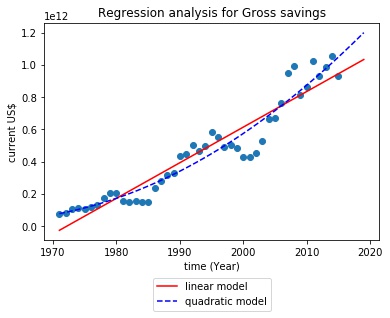 Regression analysis for Gross savings
1e12
1.2
1.0
0.8
0.6
0.4
0.2
0.0
current US$
1970 1980 1990 2000 2010 2020
time (Year)
linear model
quadratic model